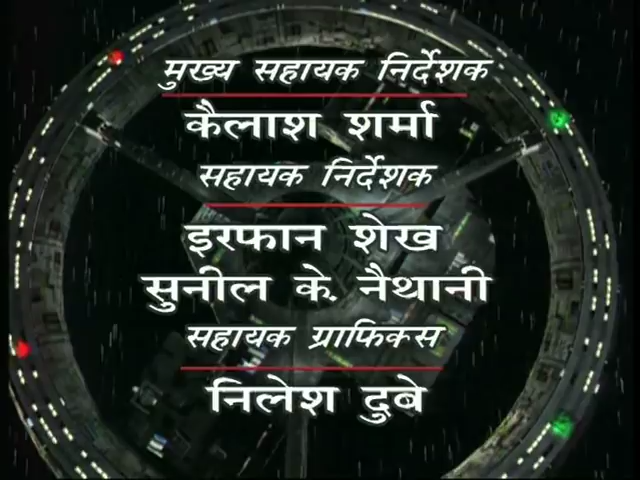 मुख्य सहायक निर्देशक
कैलाश शर्मा
सहायक निर्देशक
इरफान शेख
सुनील के. नैथानी
सहायक ग्राफिक्स
निलेश दुबे